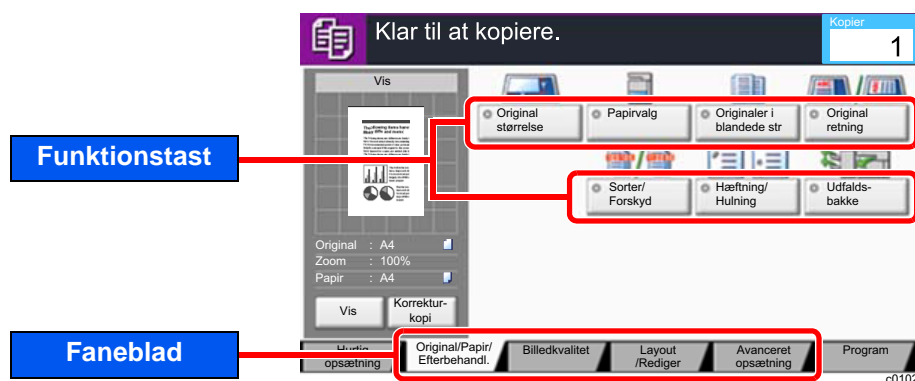 Klar til at kopiere.
Kopier
1
Vis
Original
størrelse
Papirvalg
Originaler i
blandede str
Original
retning
Funktionstast
Sorter/
Forskyd
Hæftning/
Hulning
Udfalds-
bakke
Original : A4
Zoom : 100%
Papir : A4
Vis
Korrektur-
kopi
Faneblad
Hurtig
opsætning
Original/Papir/
Efterbehandl.
Billedkvalitet
Layout
/Rediger
Avanceret
opsætning
Program